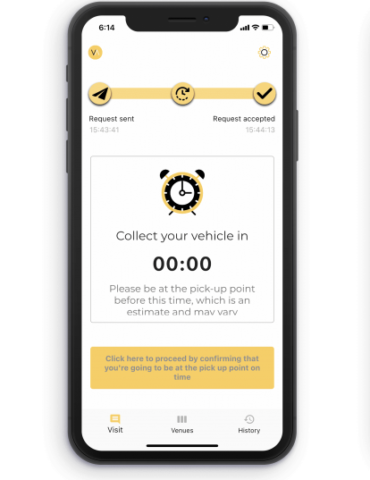 6:14
V
Request sent Request accepted
15:43:41 15:44:13
Collect your vehicle in
00:00
Please be at the pick-up point
before this time, which is an
estimate and may vary
Click here to proceed by confirming that
you're going to be at the pick up point on
time
Visit Venues History